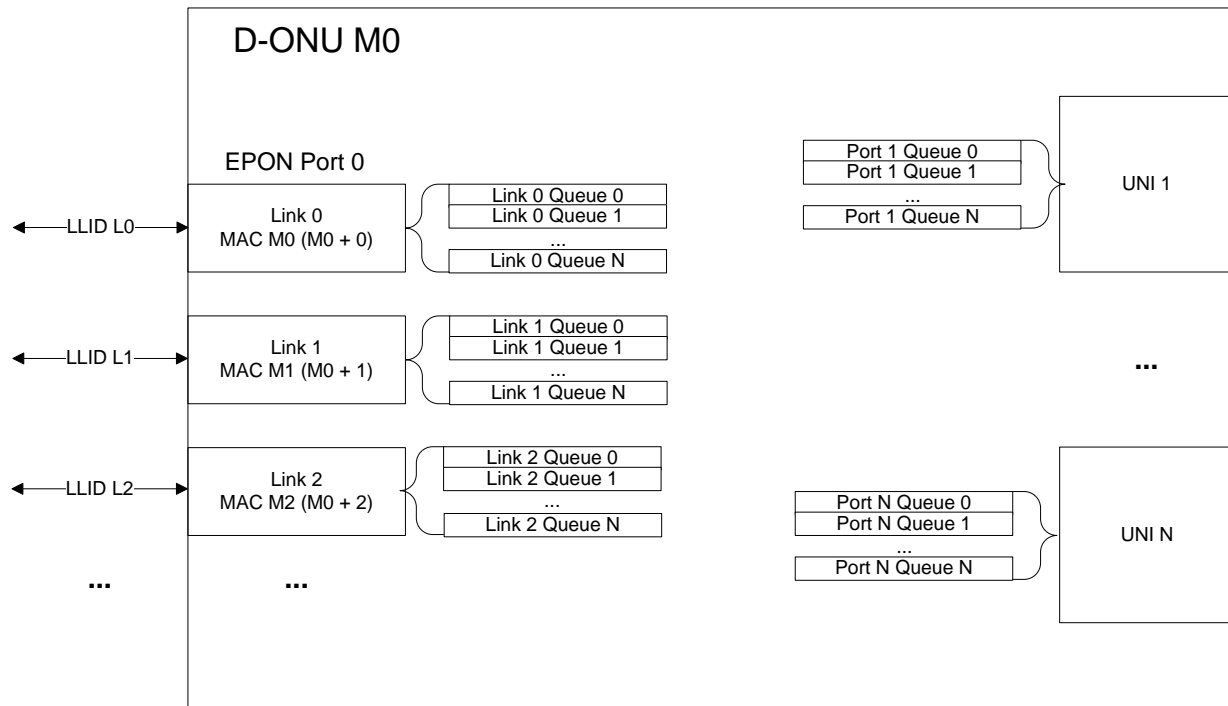 D-ONU M0
EPON Port 0
LLID L0
Link 0
MAC M0 (M0 + 0)
Link 0 Queue 0
Link 0 Queue 1
...
Link 0 Queue N
LLID L1
Link 1
MAC M1 (M0 + 1)
Link 1 Queue 0
Link 1 Queue 1
...
Link 1 Queue N
LLID L2
Link 2
MAC M2 (M0 + 2)
Link 2 Queue 0
Link 2 Queue 1
...
Link 2 Queue N
...
...
Port 1 Queue 0
Port 1 Queue 1
...
Port 1 Queue N
UNI 1
...
Port N Queue 0
Port N Queue 1
...
Port N Queue N
UNI N